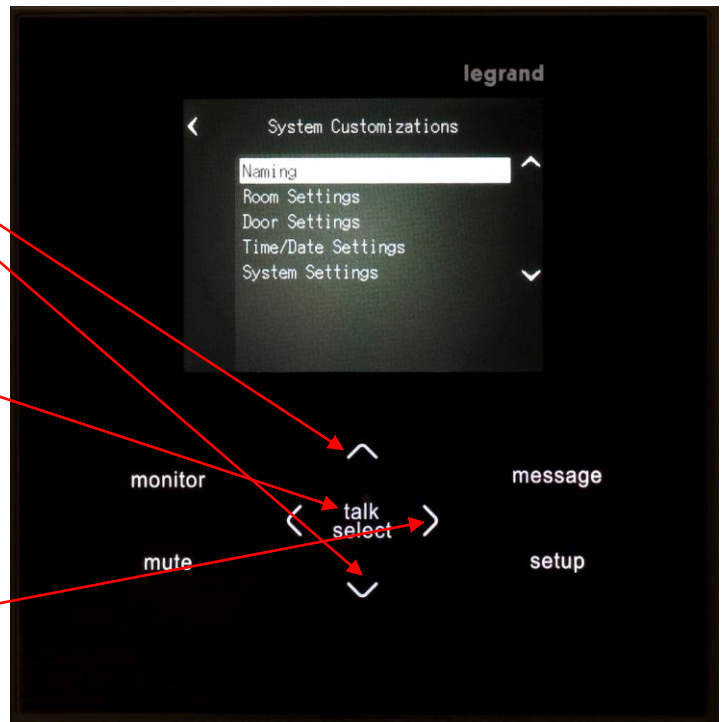 legrand
System Customizations
Naming
Room Settings
Door Settings
Time/Date Settings
System Settings
monitor
message
talk
select
mute
setup